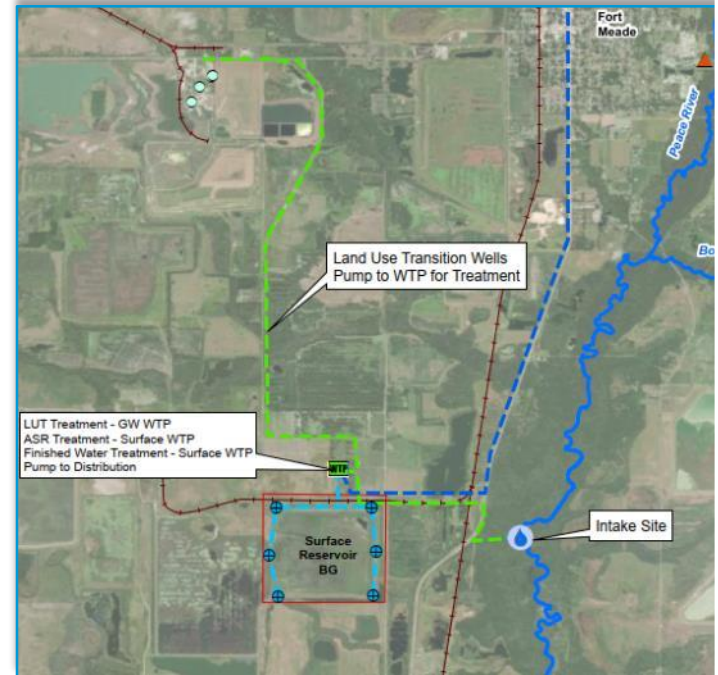 Fort
Meade
Peace River
Bo
Land Use Transition Wells
Pump to WTP for Treatment
LUT Treatment - GW WTP
ASR Treatment - Surface WTP
Finished Water Treatment - Surface WTP
Pump to Distribution
WTP
Surface
Reservoir
BG
Intake Site